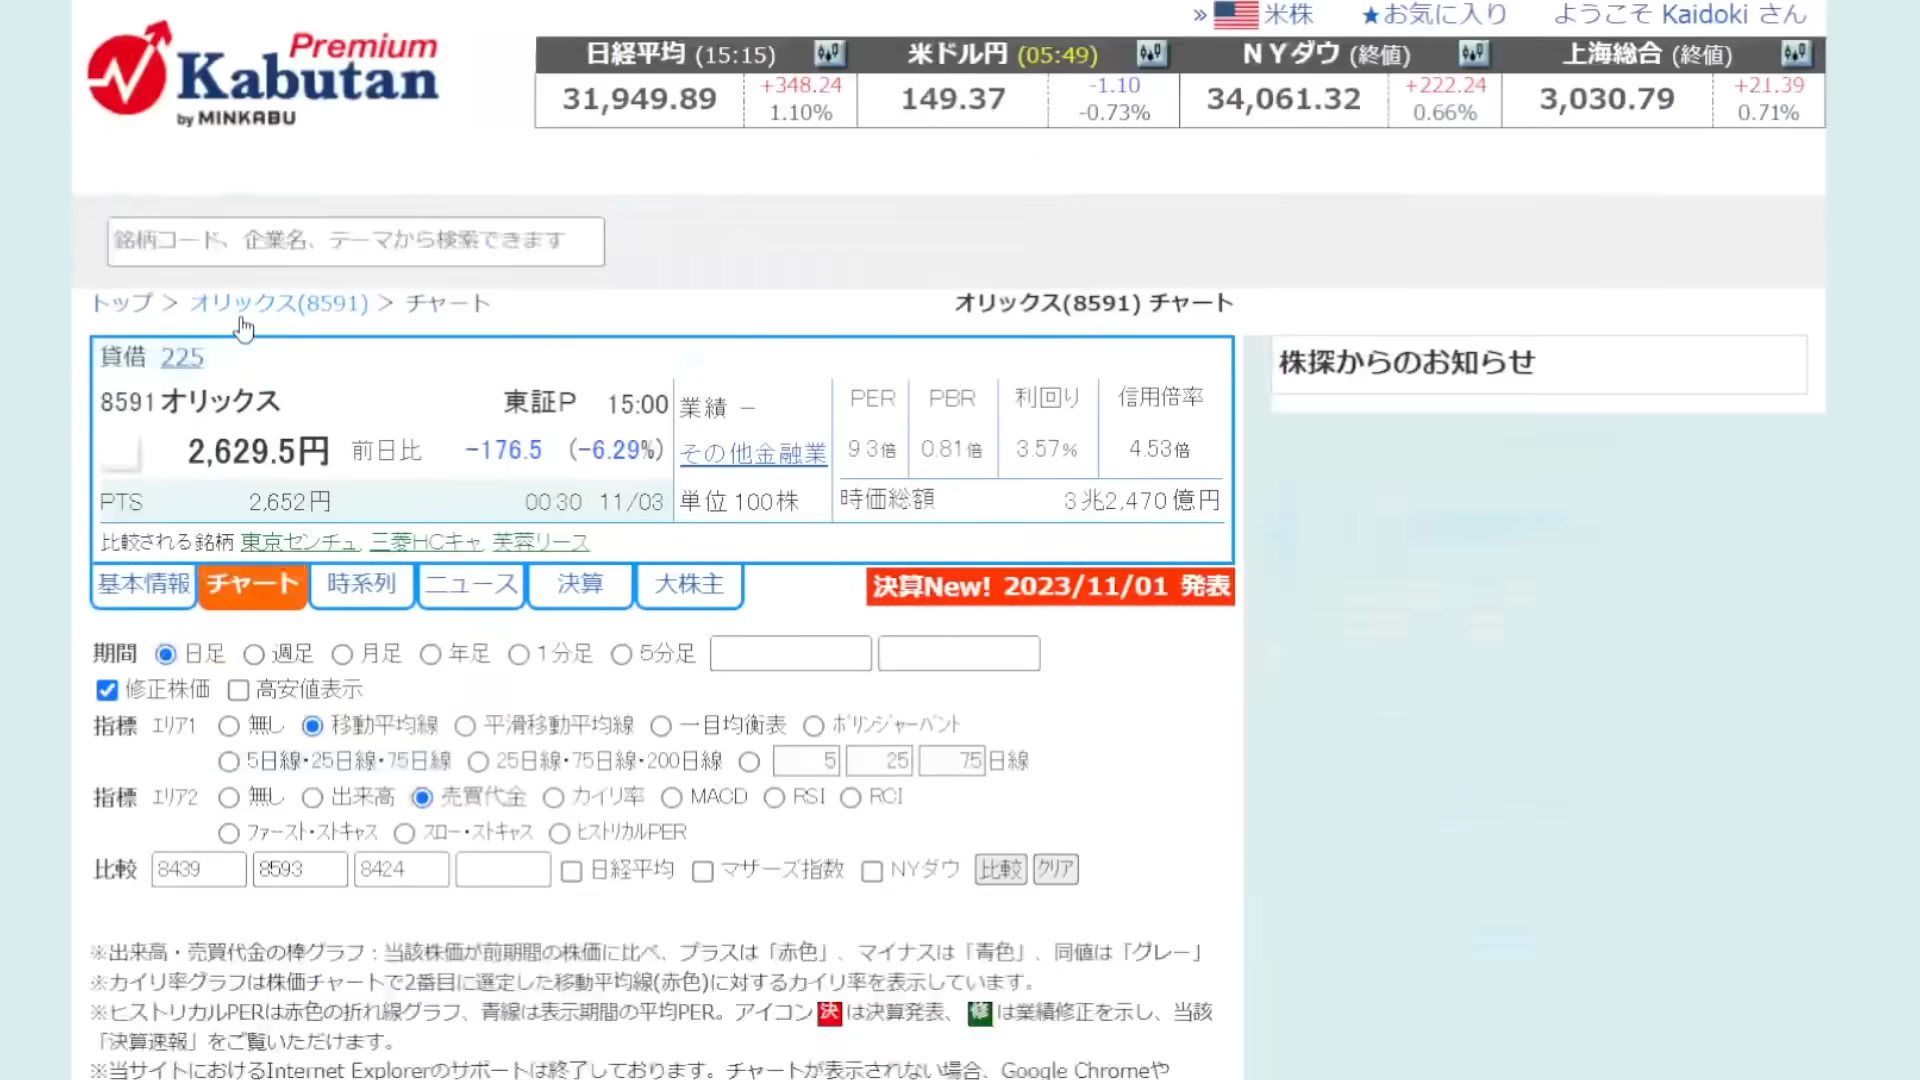 » 米株 ★お気に入り ようこそ Kaidoki さん
Premium
Kabutan
by MINKABU
日経平均 (15:15) 米ドル円 (05:49) NYダウ (終値) 上海総合 (終値)
31,949.89 +348.24 1.10% 149.37 -1.10 -0.73% 34,061.32 +222.24 0.66% 3,030.79 +21.39 0.71%
銘柄コード、企業名、テーマから検索できます
トップ > オリックス(8591) > チャート オリックス(8591) チャート
貸借 225
株探からのお知らせ
8591 オリックス 東証P 15:00 業績 - PER PBR 利回り 信用倍率
2,629.5円 前日比 -176.5 (-6.29%) その他金融業 9.3倍 0.81倍 3.57% 4.53倍
PTS 2,652円 00:30 11/03 単位 100株 時価総額 3兆2,470億円
比較される銘柄 東京センチュ, 三菱HCキャ, 芙蓉リース
基本情報 チャート 時系列 ニュース 決算 大株主 決算New! 2023/11/01 発表
期間 日足 週足 月足 年足 1分足 5分足
修正株価 高安値表示
指標 エリア1 無し 移動平均線 平滑移動平均線 一目均衡表 ボリンジャーバンド
5日線・25日線・75日線 25日線・75日線・200日線 5 25 75 日線
指標 エリア2 無し 出来高 売買代金 カイリ率 MACD RSI RCI
ファースト・ストキャス スロー・ストキャス ヒストリカルPER
比較 8439 8593 8424 日経平均 マザーズ指数 NYダウ 比較 クリア
※出来高・売買代金の棒グラフ：当該株価が前期間の株価に比べ、プラスは「赤色」、マイナスは「青色」、同値は「グレー」
※カイリ率グラフは株価チャートで2番目に選定した移動平均線(赤色)に対するカイリ率を表示しています。
※ヒストリカルPERは赤色の折れ線グラフ、青線は表示期間の平均PER。アイコン決は決算発表、修は業績修正を示し、当該
「決算速報」をご覧いただけます。
※当サイトにおけるInternet Explorerのサポートは終了しております。チャートが表示されない場合、Google Chromeや